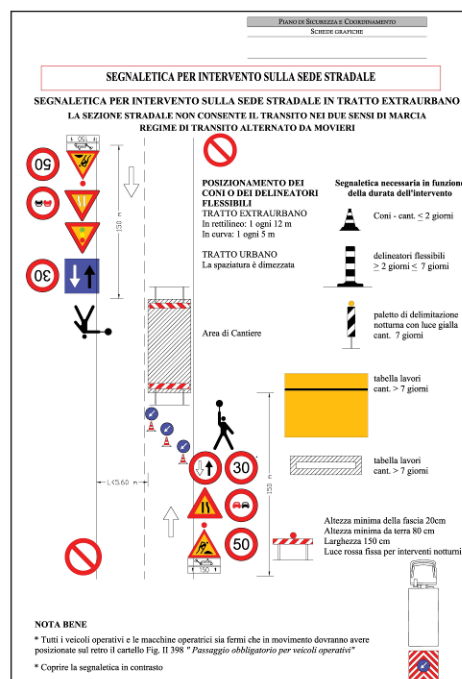 PIANO DI SICUREZZA E COORDINAMENTO
SCHEDE GRAFICHE
SEGNALETICA PER INTERVENTO SULLA SEDE STRADALE
SEGNALETICA PER INTERVENTO SULLA SEDE STRADALE IN TRATTO EXTRAURBANO
LA SEZIONE STRADALE NON CONSENTE IL TRANSITO NEI DUE SENSI DI MARCIA
REGIME DI TRANSITO ALTERNATO DA MOVIERI
150
50
30
150 m
POSIZIONAMENTO DEI
CONI O DEI DELINEATORI
FLESSIBILI
TRATTO EXTRAURBANO
In rettilineo: 1 ogni 12 m
In curva: 1 ogni 5 m
TRATTO URBANO
La spaziatura è dimezzata
Area di Cantiere
Segnaletica necessaria in funzione
della durata dell'intervento
Coni - cant. ≤ 2 giorni
delineatori flessibili
≥ 2 giorni ≤ 7 giorni
paletto di delimitazione
notturna con luce gialla
cant. 7 giorni
tabella lavori
cant. > 7 giorni
tabella lavori
cant. > 7 giorni
L<5.60 m
30
50
150
150 m
Altezza minima della fascia 20cm
Altezza minima da terra 80 cm
Larghezza 150 cm
Luce rossa fissa per interventi notturni
NOTA BENE
* Tutti i veicoli operativi e le macchine operatrici sia fermi che in movimento dovranno avere
posizionate sul retro il cartello Fig. II 398 " Passaggio obbligatorio per veicoli operativi"
* Coprire la segnaletica in contrasto